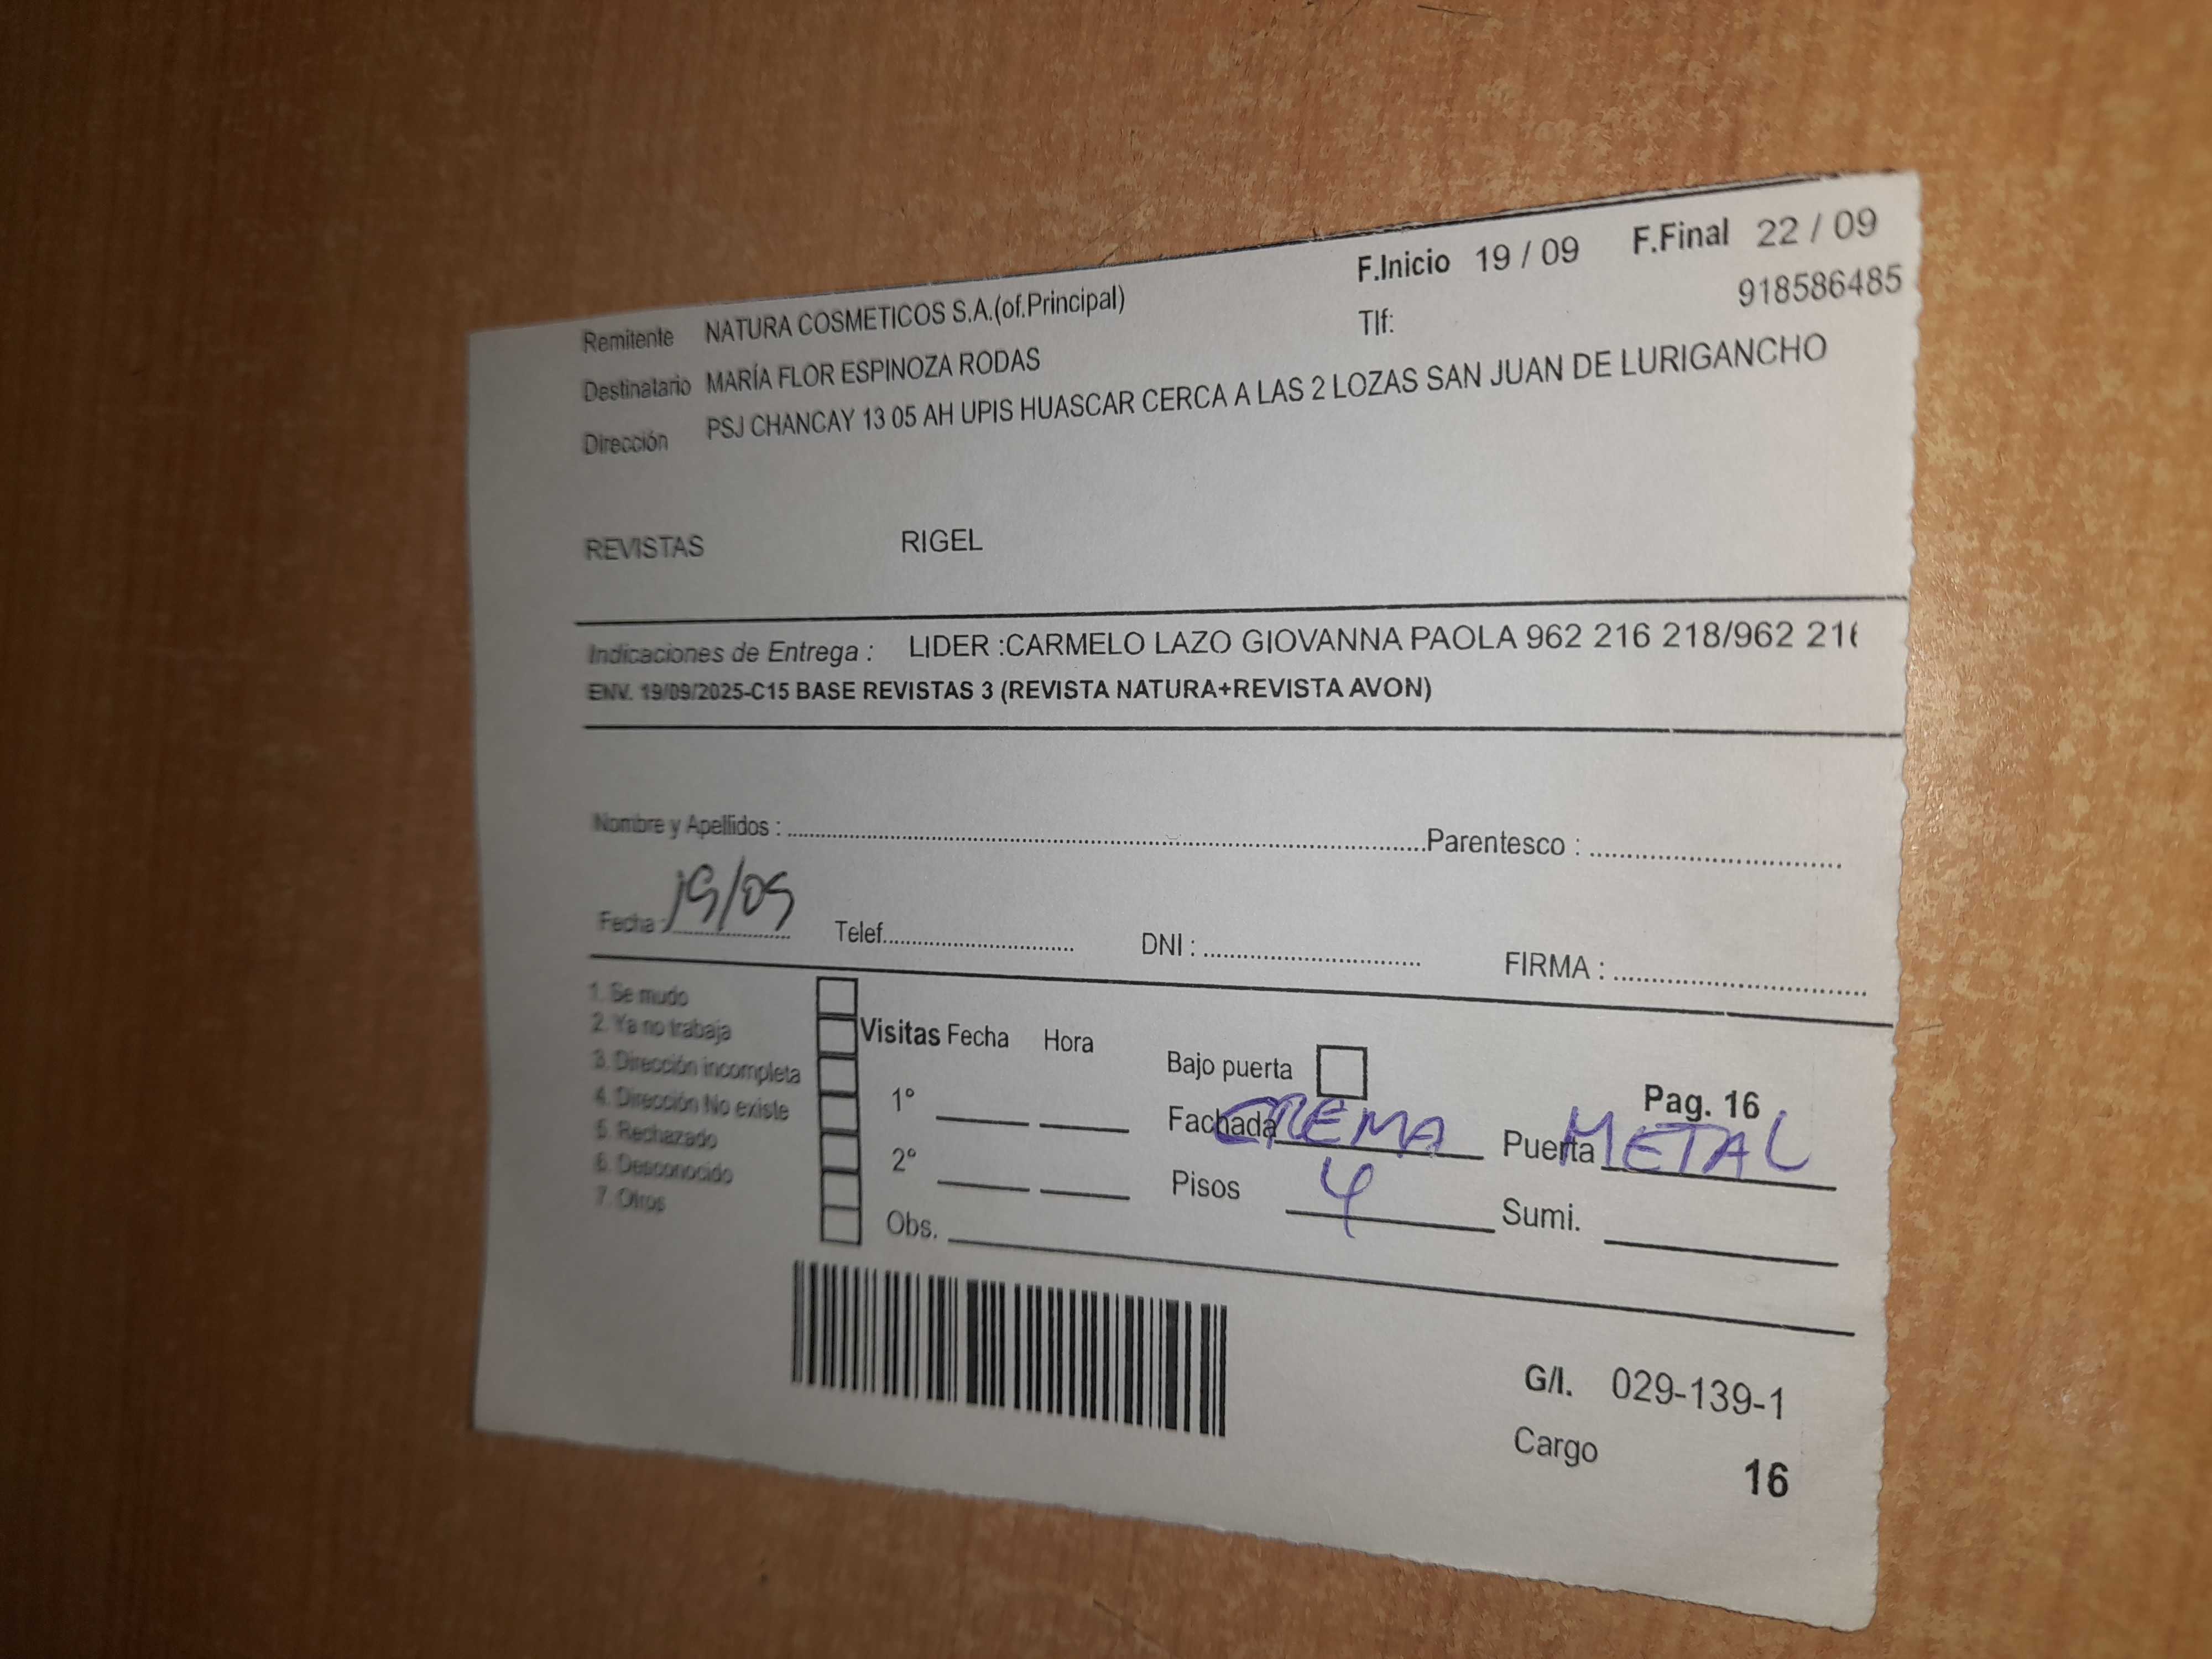 F.Inicio 19 / 09 F.Final 22 / 09
Remitente NATURA COSMETICOS S.A.(of.Principal) Tlf: 918586485
Destinatario MARÍA FLOR ESPINOZA RODAS
Dirección PSJ CHANCAY 13 05 AH UPIS HUASCAR CERCA A LAS 2 LOZAS SAN JUAN DE LURIGANCHO
REVISTAS RIGEL
Indicaciones de Entrega : LIDER :CARMELO LAZO GIOVANNA PAOLA 962 216 218/962 216
ENV. 19/09/2025-C15 BASE REVISTAS 3 (REVISTA NATURA+REVISTA AVON)
Nombre y Apellidos : Parentesco :
Fecha : 19/09 Telef. DNI : FIRMA :
1. Se mudo
2. Ya no trabaja
3. Dirección incompleta
4. Dirección No existe
5. Rechazado
6. Desconocido
7. Otros
Visitas Fecha Hora
1°
2°
Obs.
Bajo puerta Pag. 16
Fachada CREMA Puerta METAL
Pisos 4 Sumi.
G/I. 029-139-1
Cargo 16